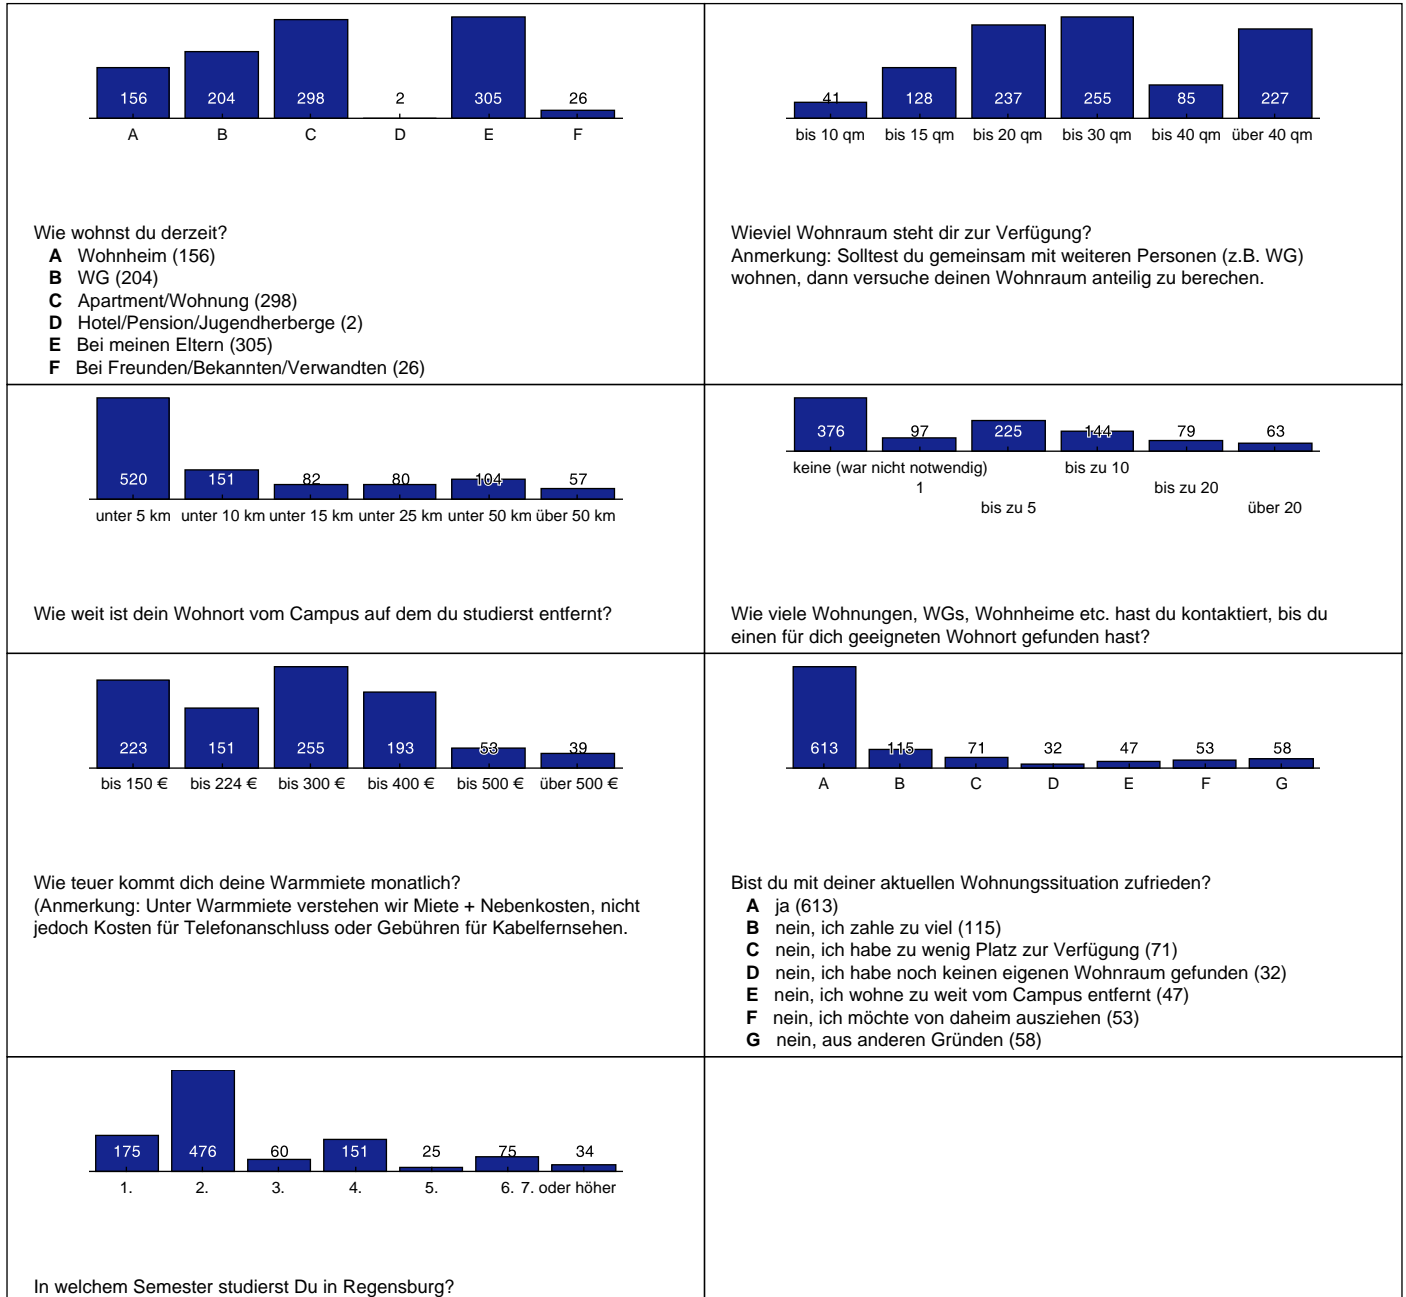 156 204 298 2 305 26
A B C D E F
Wie wohnst du derzeit?
A Wohnheim (156)
B WG (204)
C Apartment/Wohnung (298)
D Hotel/Pension/Jugendherberge (2)
E Bei meinen Eltern (305)
F Bei Freunden/Bekannten/Verwandten (26)
41 128 237 255 85 227
bis 10 qm bis 15 qm bis 20 qm bis 30 qm bis 40 qm über 40 qm
Wieviel Wohnraum steht dir zur Verfügung?
Anmerkung: Solltest du gemeinsam mit weiteren Personen (z.B. WG)
wohnen, dann versuche deinen Wohnraum anteilig zu berechen.
520 151 82 80 104 57
unter 5 km unter 10 km unter 15 km unter 25 km unter 50 km über 50 km
Wie weit ist dein Wohnort vom Campus auf dem du studierst entfernt?
376 97 225 144 79 63
keine (war nicht notwendig) bis zu 10
1 bis zu 20
bis zu 5 über 20
Wie viele Wohnungen, WGs, Wohnheime etc. hast du kontaktiert, bis du
einen für dich geeigneten Wohnort gefunden hast?
223 151 255 193 53 39
bis 150 € bis 224 € bis 300 € bis 400 € bis 500 € über 500 €
Wie teuer kommt dich deine Warmmiete monatlich?
(Anmerkung: Unter Warmmiete verstehen wir Miete + Nebenkosten, nicht
jedoch Kosten für Telefonanschluss oder Gebühren für Kabelfernsehen.
613 115 71 32 47 53 58
A B C D E F G
Bist du mit deiner aktuellen Wohnungssituation zufrieden?
A ja (613)
B nein, ich zahle zu viel (115)
C nein, ich habe zu wenig Platz zur Verfügung (71)
D nein, ich habe noch keinen eigenen Wohnraum gefunden (32)
E nein, ich wohne zu weit vom Campus entfernt (47)
F nein, ich möchte von daheim ausziehen (53)
G nein, aus anderen Gründen (58)
175 476 60 151 25 75 34
1. 2. 3. 4. 5. 6. 7. oder höher
In welchem Semester studierst Du in Regensburg?